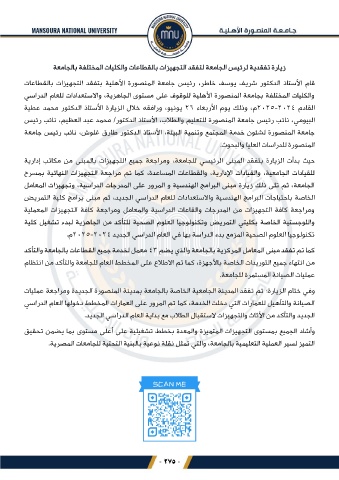 MANSOURA NATIONAL UNIVERSITY
جامعة المنصورة الأهلية
زيارة تفقدية لرئيس الجامعة لتفقد التجهيزات بالقطاعات والكليات المختلفة بالجامعة
قام الأستاذ الدكتور شريف يوسف خاطر، رئيس جامعة المنصورة الأهلية بتفقد التجهيزات بالقطاعات
والكليات المختلفة بجامعة المنصورة الأهلية للوقوف على مستوى الجاهزية، والاستعدادات للعام الدراسي
القادم ٢٠٢٤-٢٠٢٥م، وذلك يوم الأربعاء ٢٦ يونيو، ورافقه خلال الزيارة الأستاذ الدكتور محمد عطية
البيومي، نائب رئيس جامعة المنصورة للتعليم والطلاب، الأستاذ الدكتور/ محمد عبد العظيم، نائب رئيس
جامعة المنصورة لشئون خدمة المجتمع وتنمية البيئة، الأستاذ الدكتور طارق غلوش، نائب رئيس جامعة
المنصورة للدراسات العليا والبحوث.
حيث بدأت الزيارة بتفقد المبنى الرئيسي للجامعة، ومراجعة جميع التجهيزات بالمبنى من مكاتب إدارية
للقيادات الجامعية، والقيادات الإدارية، والقطاعات المساعدة، كما تم مراجعة التجهيزات النهائية بمسرح
الجامعة، ثم تلى ذلك زيارة مبنى البرامج الهندسية و المرور على المدرجات الدراسية، وتجهيزات المعامل
الخاصة باحتياجات البرامج الهندسية والاستعدادات للعام الدراسي الجديد، ثم مبنى برامج كلية التمريض
ومراجعة كافة التجهيزات من المدرجات والقاعات الدراسية والمعامل ومراجعة كافة التجهيزات المعملية
واللوجستية الخاصة بكليتي التمريض وتكنولوجيا العلوم الصحية للتأكد من الجاهزية لبدء تشغيل كلية
تكنولوجيا العلوم الصحية المزمع بدء الدراسة بها في العام الدراسي الجديد ٢٠٢٤-٢٠٢٥م.
كما تم تفقد مبنى المعامل المركزية بالجامعة والذي يضم ٤٣ معمل لخدمة جميع القطاعات بالجامعة والتأكد
من انتهاء جميع التوريدات الخاصة بالأجهزة، كما تم الاطلاع على المخطط العام للجامعة والتأكد من انتظام
عمليات الصيانة المستمرة للجامعة.
وفي ختام الزيارة؛ تم تفقد المدينة الجامعية الخاصة بالجامعة بمدينة المنصورة الجديدة ومراجعة عمليات
الصيانة والتأهيل للعمارات التي دخلت الخدمة، كما تم المرور على العمارات المخطط دخولها العام الدراسي
الجديد والتأكد من الأثاث والتجهيزات لاستقبال الطلاب مع بداية العام الدراسي الجديد.
وأشاد الجميع بمستوى التجهيزات المتميزة والمعدة بخطط تشغيلية على أعلى مستوى بما يضمن تحقيق
التميز لسير العملية التعليمية بالجامعة، والتي تمثل نقلة نوعية بالبنية التحتية للجامعات المصرية.
SCAN ME
٢٧٥